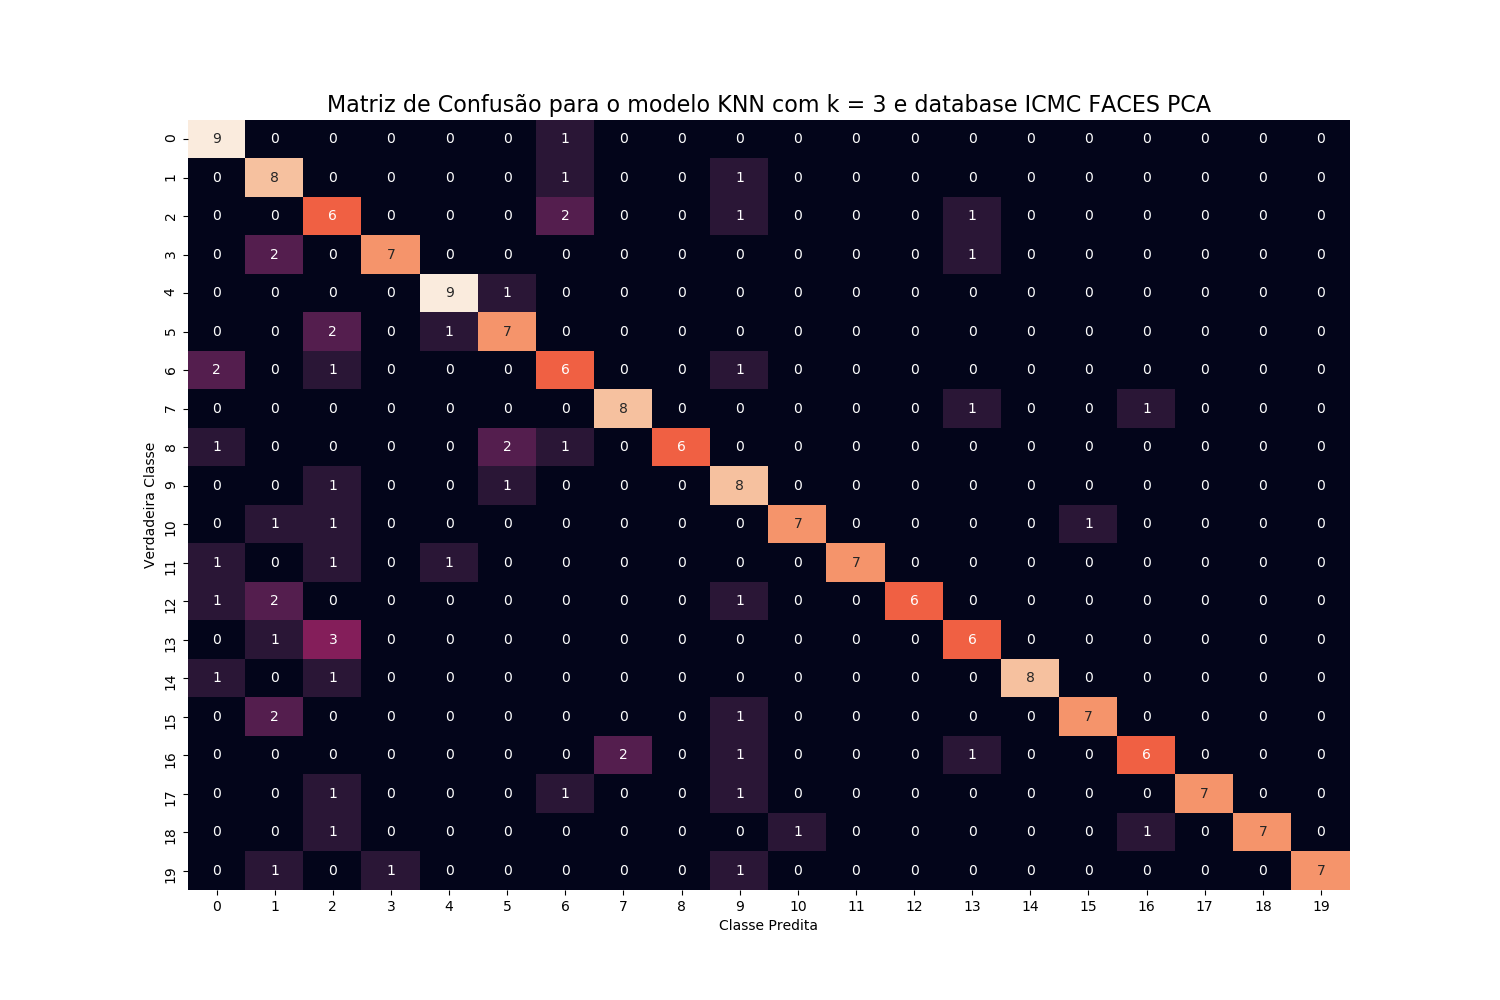 Matriz de Confusão para o modelo KNN com k = 3 e database ICMC FACES PCA
Verdadeira Classe
0 9 0 0 0 0 0 1 0 0 0 0 0 0 0 0 0 0 0 0 0
1 0 8 0 0 0 0 1 0 0 1 0 0 0 0 0 0 0 0 0 0
2 0 0 6 0 0 0 2 0 0 1 0 0 0 1 0 0 0 0 0 0
3 0 2 0 7 0 0 0 0 0 0 0 0 0 1 0 0 0 0 0 0
4 0 0 0 0 9 1 0 0 0 0 0 0 0 0 0 0 0 0 0 0
5 0 0 2 0 1 7 0 0 0 0 0 0 0 0 0 0 0 0 0 0
6 2 0 1 0 0 0 6 0 0 1 0 0 0 0 0 0 0 0 0 0
7 0 0 0 0 0 0 0 8 0 0 0 0 0 1 0 0 1 0 0 0
8 1 0 0 0 0 2 1 0 6 0 0 0 0 0 0 0 0 0 0 0
9 0 0 1 0 0 1 0 0 0 8 0 0 0 0 0 0 0 0 0 0
10 0 1 1 0 0 0 0 0 0 0 7 0 0 0 0 1 0 0 0 0
11 1 0 1 0 1 0 0 0 0 0 0 7 0 0 0 0 0 0 0 0
12 1 2 0 0 0 0 0 0 0 1 0 0 6 0 0 0 0 0 0 0
13 0 1 3 0 0 0 0 0 0 0 0 0 0 6 0 0 0 0 0 0
14 1 0 1 0 0 0 0 0 0 0 0 0 0 0 8 0 0 0 0 0
15 0 2 0 0 0 0 0 0 0 1 0 0 0 0 0 7 0 0 0 0
16 0 0 0 0 0 0 0 2 0 1 0 0 0 1 0 0 6 0 0 0
17 0 0 1 0 0 0 1 0 0 1 0 0 0 0 0 0 0 7 0 0
18 0 0 1 0 0 0 0 0 0 0 1 0 0 0 0 0 1 0 7 0
19 0 1 0 1 0 0 0 0 0 1 0 0 0 0 0 0 0 0 0 7
0 1 2 3 4 5 6 7 8 9 10 11 12 13 14 15 16 17 18 19
Classe Predita